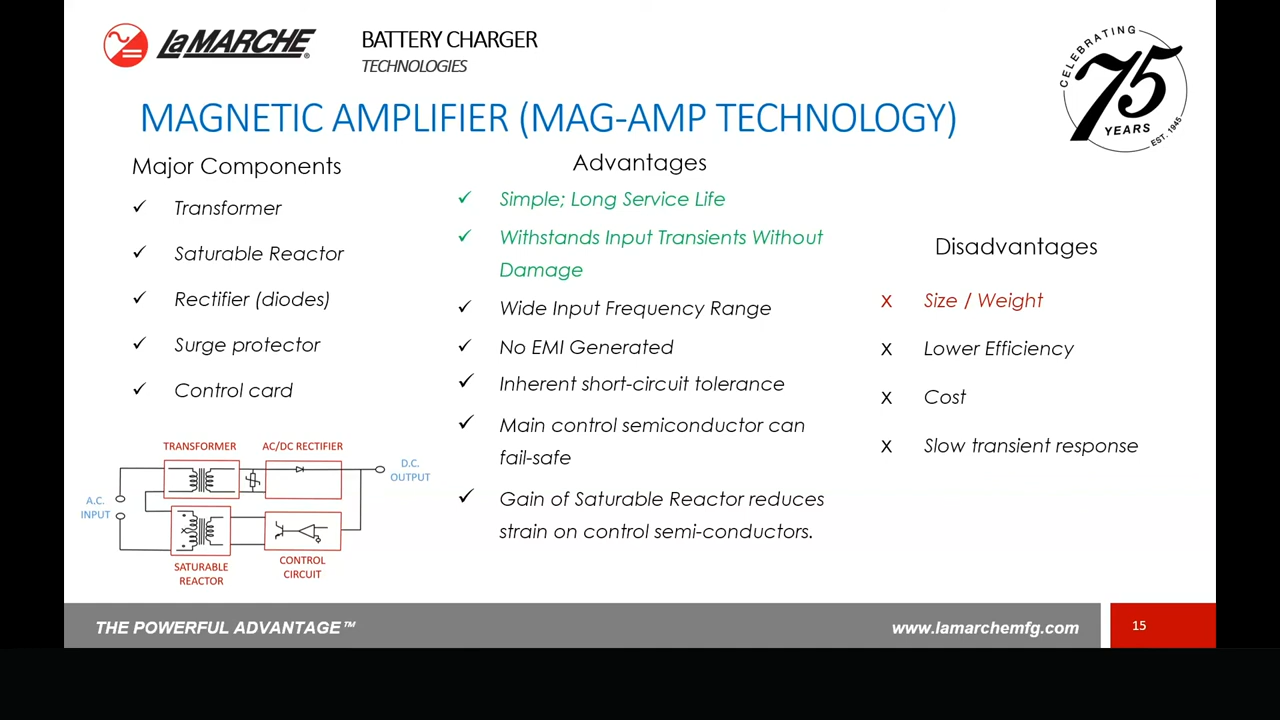 LaMARCHE®
BATTERY CHARGER
TECHNOLOGIES
CELEBRATING
75
YEARS
EST. 1945
MAGNETIC AMPLIFIER (MAG-AMP TECHNOLOGY)
Major Components
✓ Transformer
✓ Saturable Reactor
✓ Rectifier (diodes)
✓ Surge protector
✓ Control card
TRANSFORMER
AC/DC RECTIFIER
D.C.
OUTPUT
A.C.
INPUT
SATURABLE
REACTOR
CONTROL
CIRCUIT
Advantages
✓ Simple; Long Service Life
✓ Withstands Input Transients Without
Damage
✓ Wide Input Frequency Range
✓ No EMI Generated
✓ Inherent short-circuit tolerance
✓ Main control semiconductor can
fail-safe
✓ Gain of Saturable Reactor reduces
strain on control semi-conductors.
Disadvantages
x Size / Weight
x Lower Efficiency
x Cost
x Slow transient response
THE POWERFUL ADVANTAGE™
www.lamarchemfg.com
15